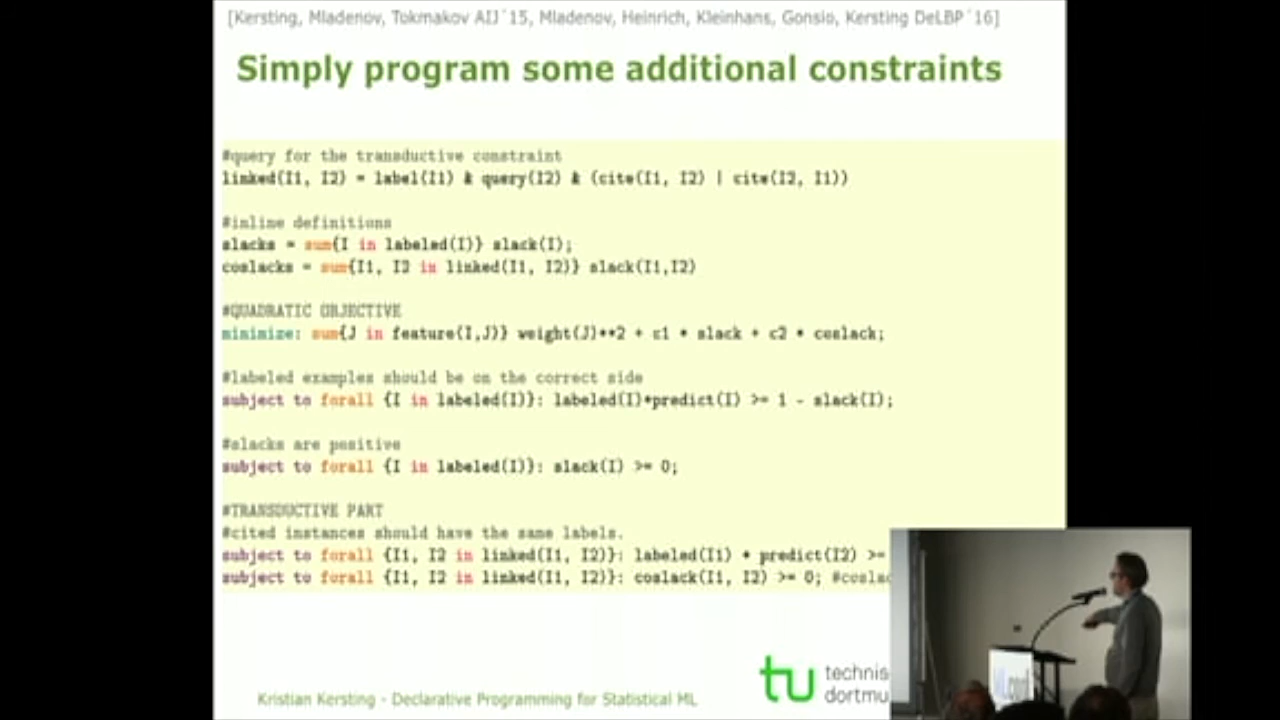 [Kersting, Mladenov, Tokmakov AIJ´15, Mladenov, Heinrich, Kleinhans, Gonsio, Kersting DeLBP´16]
Simply program some additional constraints
#query for the transductive constraint
linked(I1, I2) = label(I1) & query(I2) & (cite(I1, I2) | cite(I2, I1))
#inline definitions
slacks = sum{I in labeled(I)} slack(I);
coslacks = sum{I1, I2 in linked(I1, I2)} slack(I1,I2)
#QUADRATIC OBJECTIVE
minimize: sum{J in feature(I,J)} weight(J)**2 + c1 * slack + c2 * coslack;
#labeled examples should be on the correct side
subject to forall {I in labeled(I)}: labeled(I)*predict(I) >= 1 - slack(I);
#slacks are positive
subject to forall {I in labeled(I)}: slack(I) >= 0;
#TRANSDUCTIVE PART
#cited instances should have the same labels.
subject to forall {I1, I2 in linked(I1, I2)}: labeled(I1) * predict(I2) >=
subject to forall {I1, I2 in linked(I1, I2)}: coslack(I1, I2) >= 0; #coslac
tu technis
dortmu
Kristian Kersting - Declarative Programming for Statistical ML